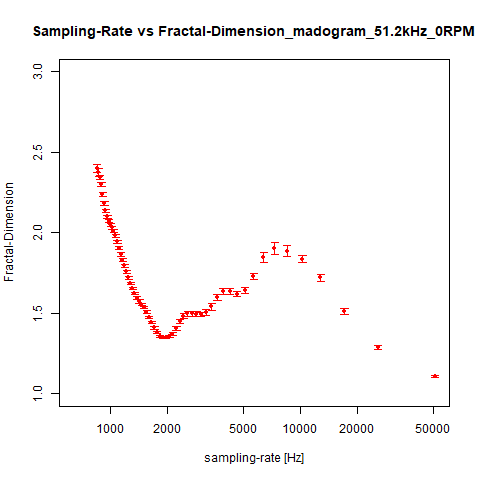 Sampling-Rate vs Fractal-Dimension_madogram_51.2kHz_0RPM
3.0
2.5
2.0
1.5
1.0
Fractal-Dimension
1000 2000 5000 10000 20000 50000
sampling-rate [Hz]